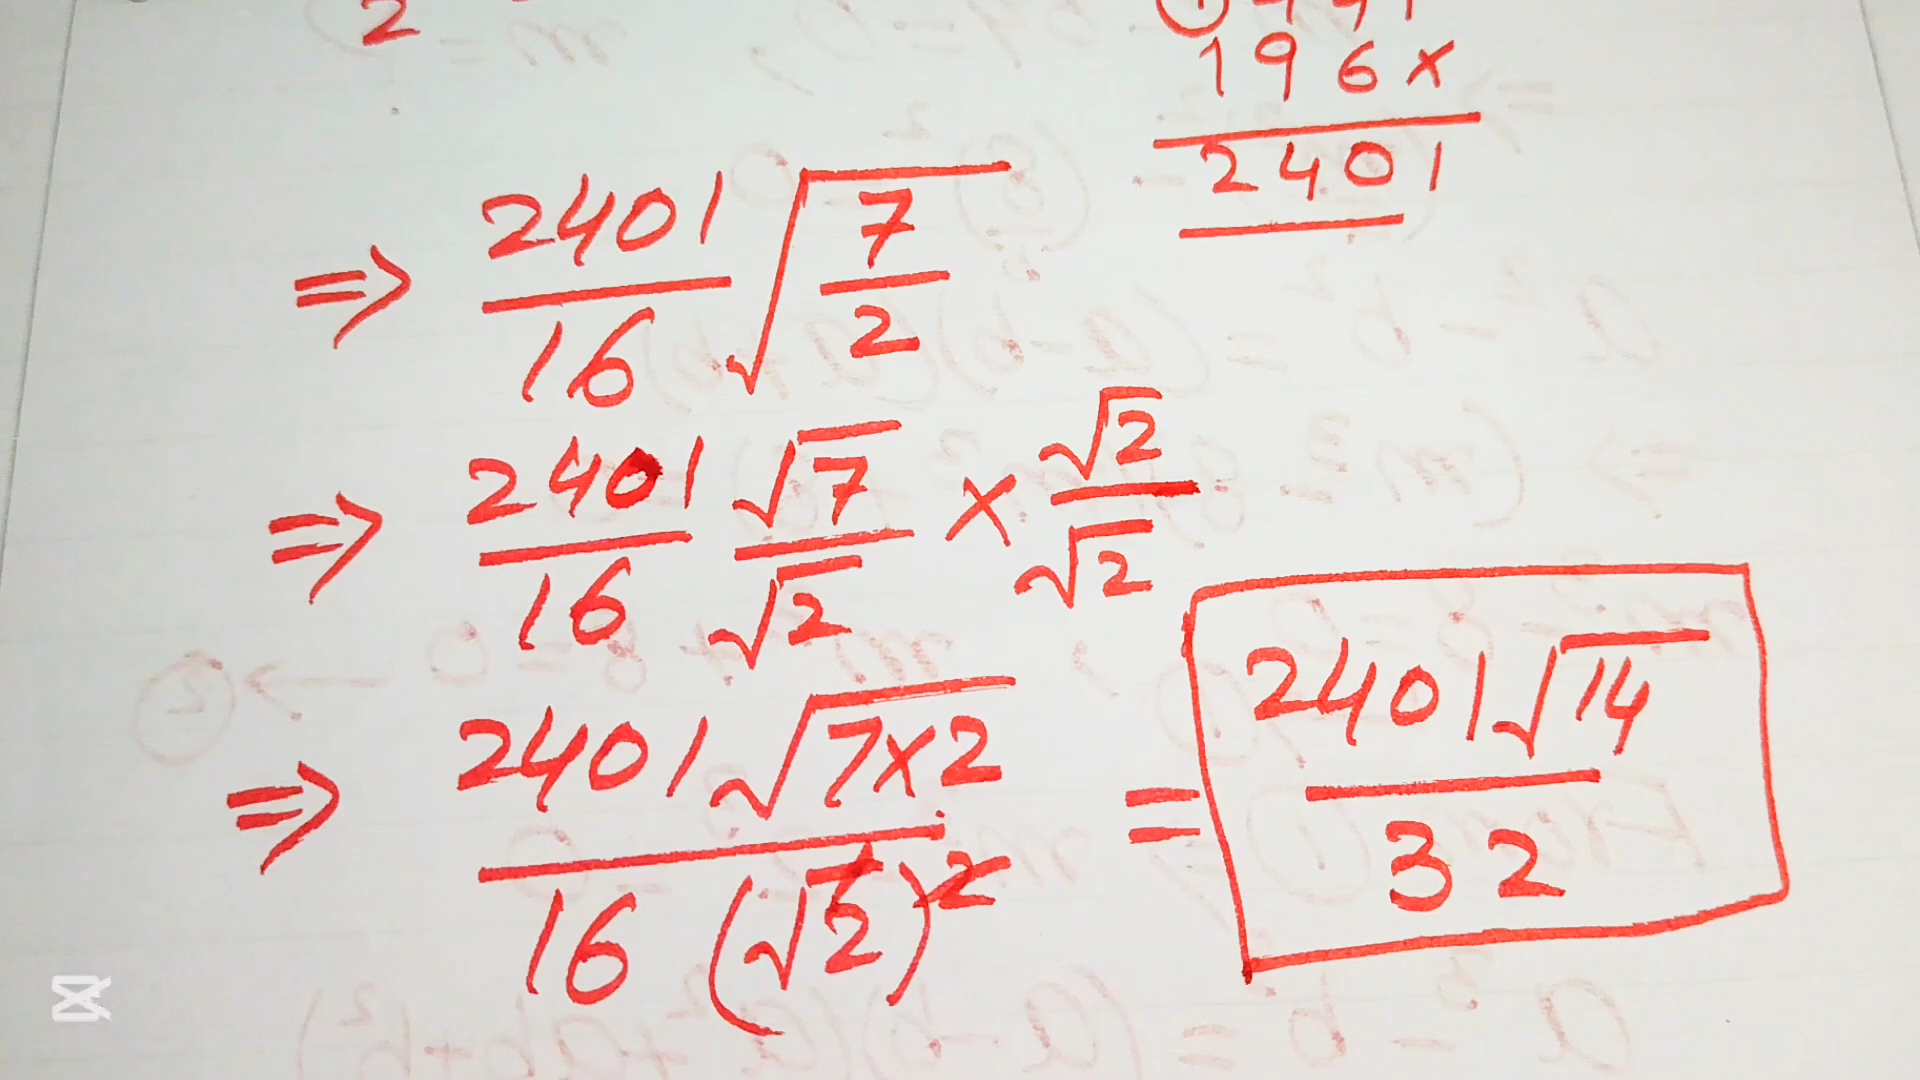 2
196×
2401
⇒ 2401/16 √(7/2)
⇒ 2401/16 √7/√2 × √2/√2
⇒ 2401√(7×2) / 16(√2)² = 2401√14 / 32